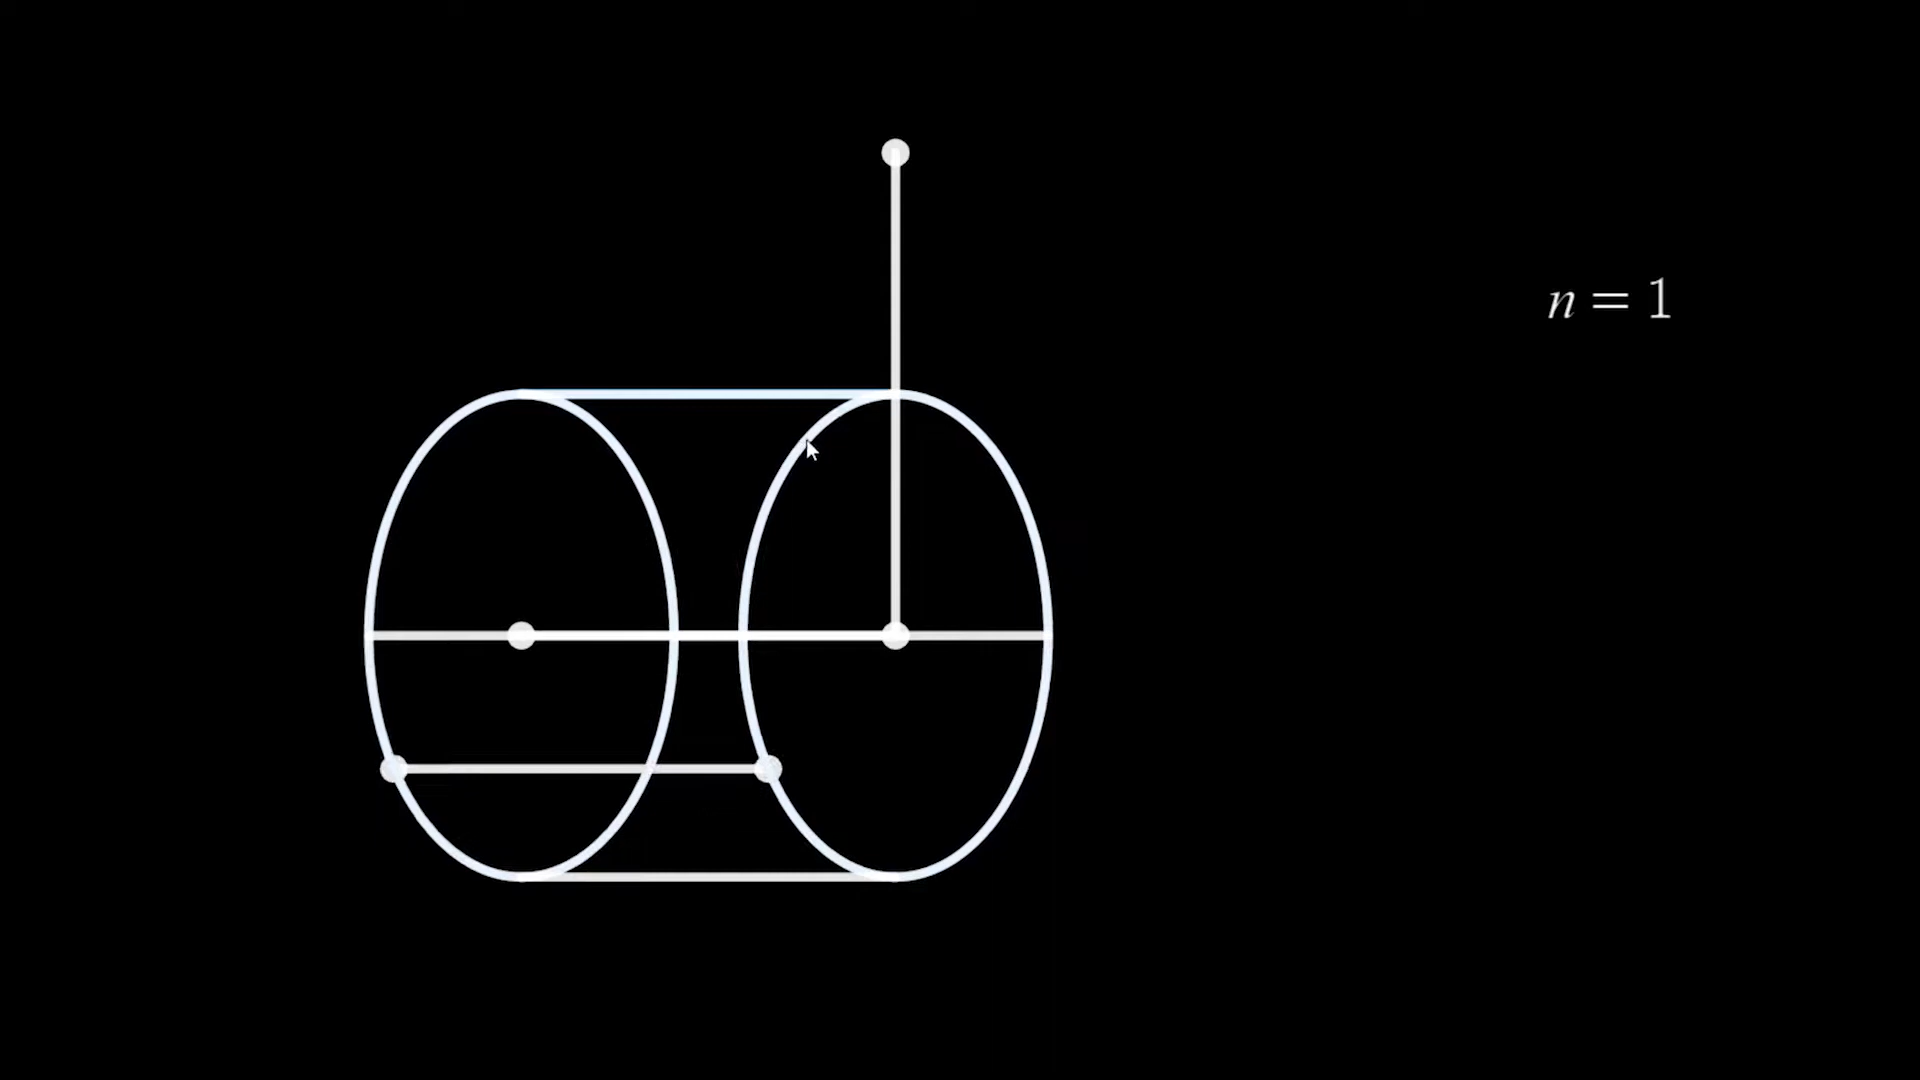 n = 1